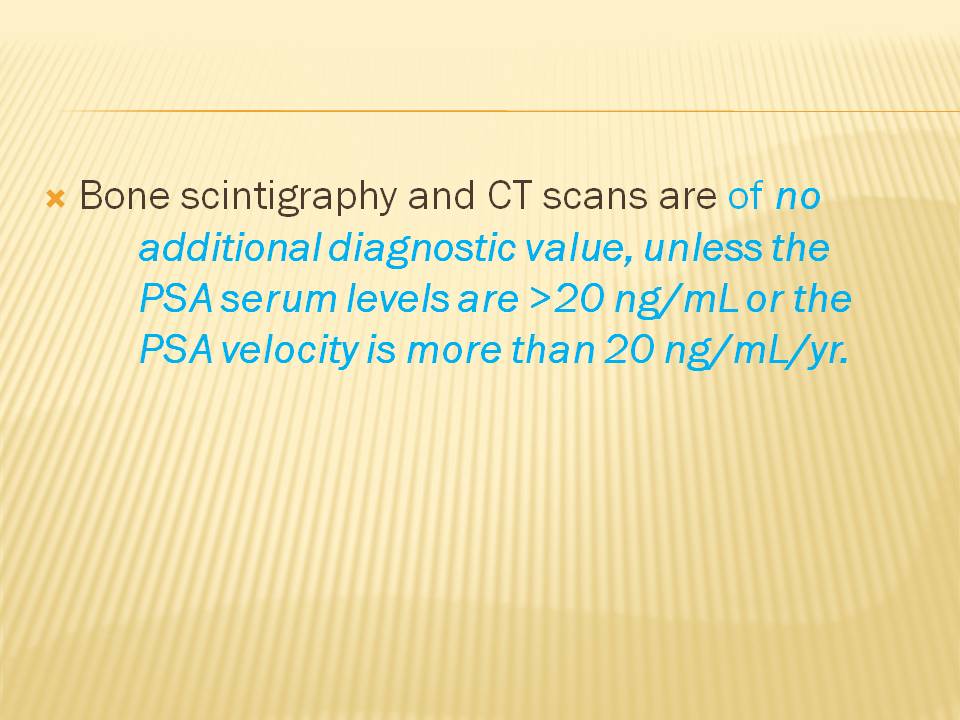 Bone scintigraphy and CT scans are of no
additional diagnostic value, unless the
PSA serum levels are >20 ng/mL or the
PSA velocity is more than 20 ng/mL/yr.